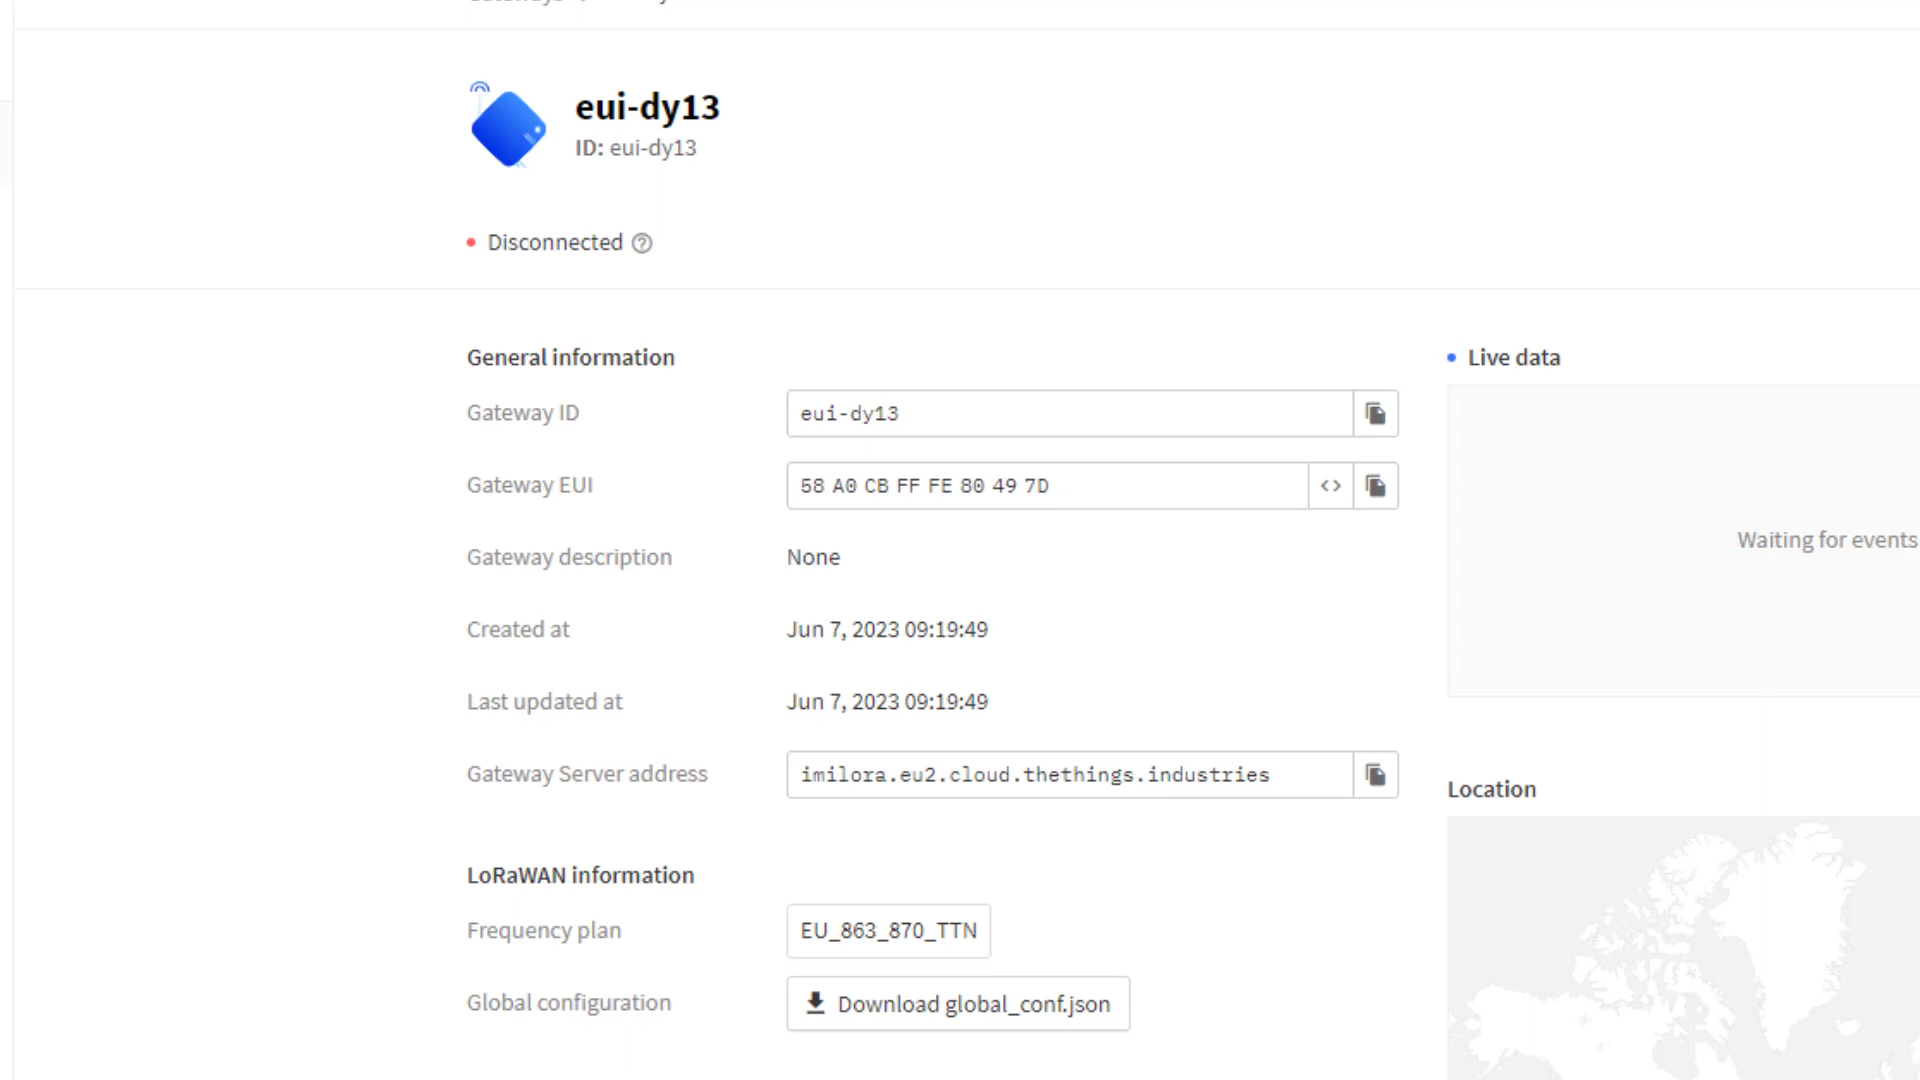 eui-dy13
ID: eui-dy13
Disconnected
General information
Gateway ID
eui-dy13
Gateway EUI
58 A0 CB FF FE 80 49 7D
<>
Gateway description
None
Created at
Jun 7, 2023 09:19:49
Last updated at
Jun 7, 2023 09:19:49
Gateway Server address
imilora.eu2.cloud.thethings.industries
LoRaWAN information
Frequency plan
EU_863_870_TTN
Global configuration
Download global_conf.json
Live data
Waiting for events
Location